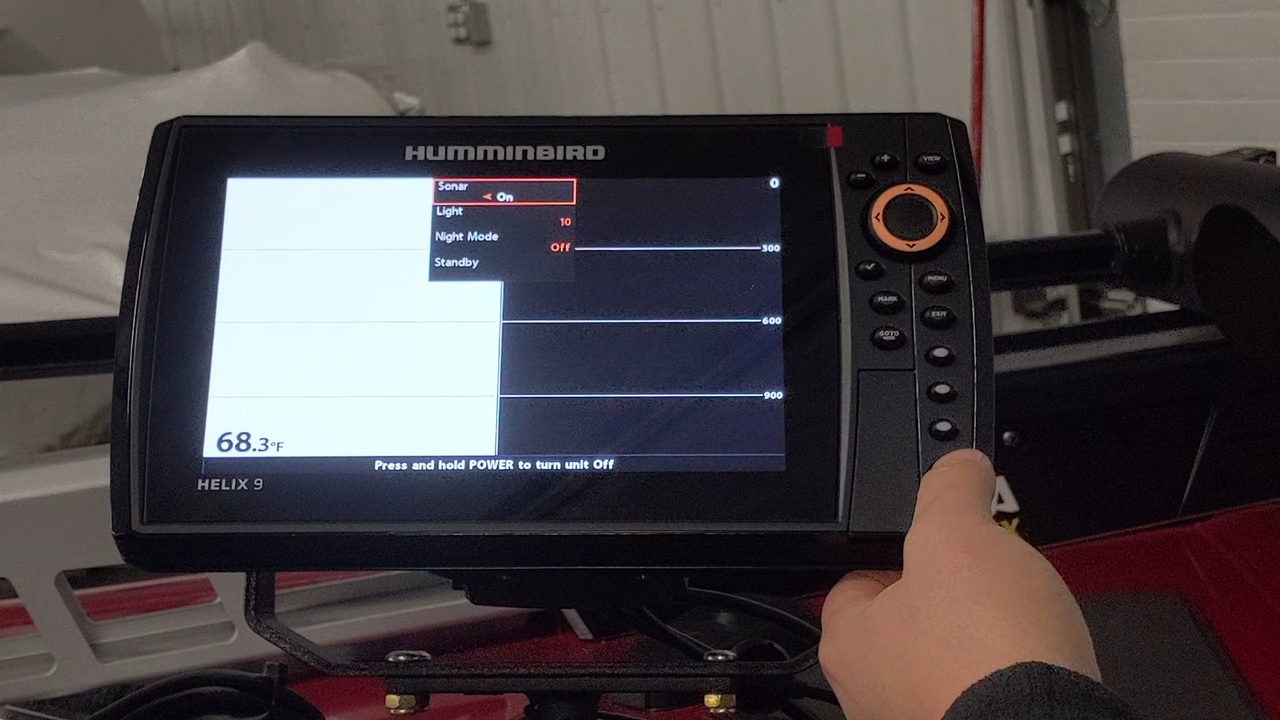 HUMMINBIRD
Sonar
On
Light
10
Night Mode
Off
Standby
0
300
600
900
68.3°F
Press and hold POWER to turn unit Off
HELIX 9
VIEW
MENU
MARK
EXIT
GOTO
A